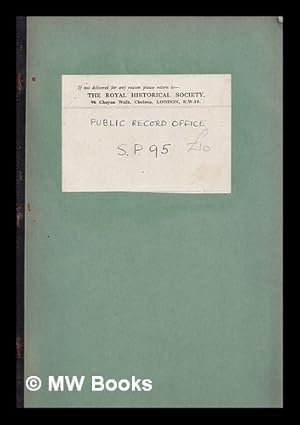 If not delivered for any reason please return to—
THE ROYAL HISTORICAL SOCIETY,
96 Cheyne Walk, Chelsea, LONDON, S.W.10.
PUBLIC RECORD OFFICE
S.P. 95 £10
© MW Books